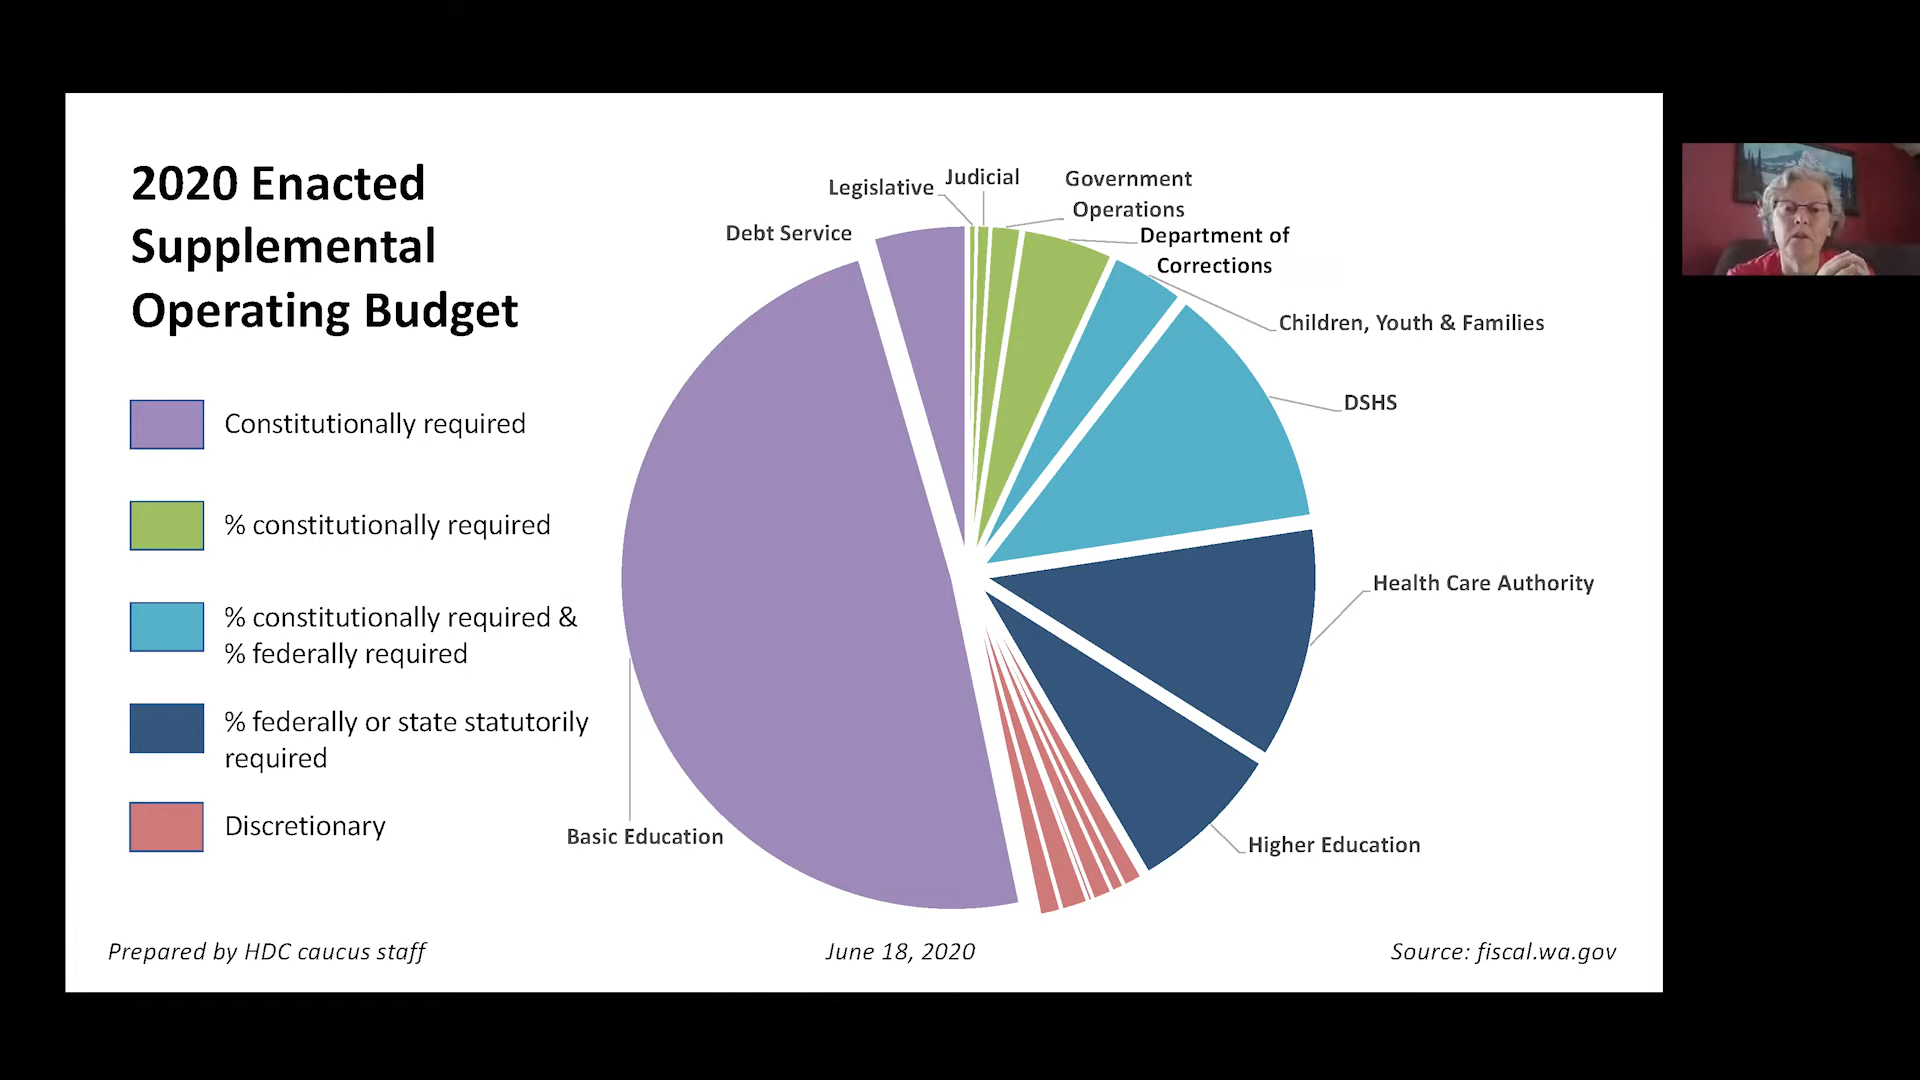 2020 Enacted
Supplemental
Operating Budget
Constitutionally required
% constitutionally required
% constitutionally required &
% federally required
% federally or state statutorily
required
Discretionary
Legislative
Judicial
Government
Operations
Debt Service
Department of
Corrections
Children, Youth & Families
DSHS
Health Care Authority
Basic Education
Higher Education
Prepared by HDC caucus staff
June 18, 2020
Source: fiscal.wa.gov